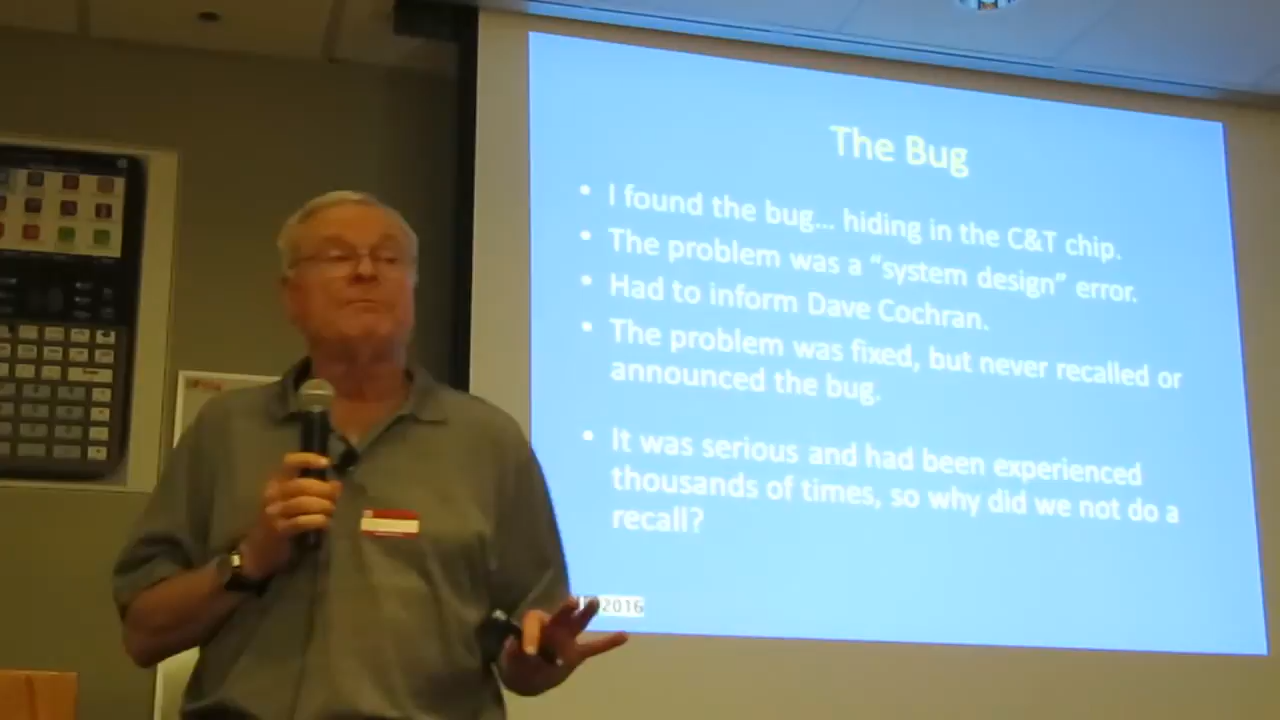 The Bug
• I found the bug... hiding in the C&T chip.
• The problem was a “system design” error.
• Had to inform Dave Cochran.
• The problem was fixed, but never recalled or
announced the bug.
• It was serious and had been experienced
thousands of times, so why did we not do a
recall?
2016